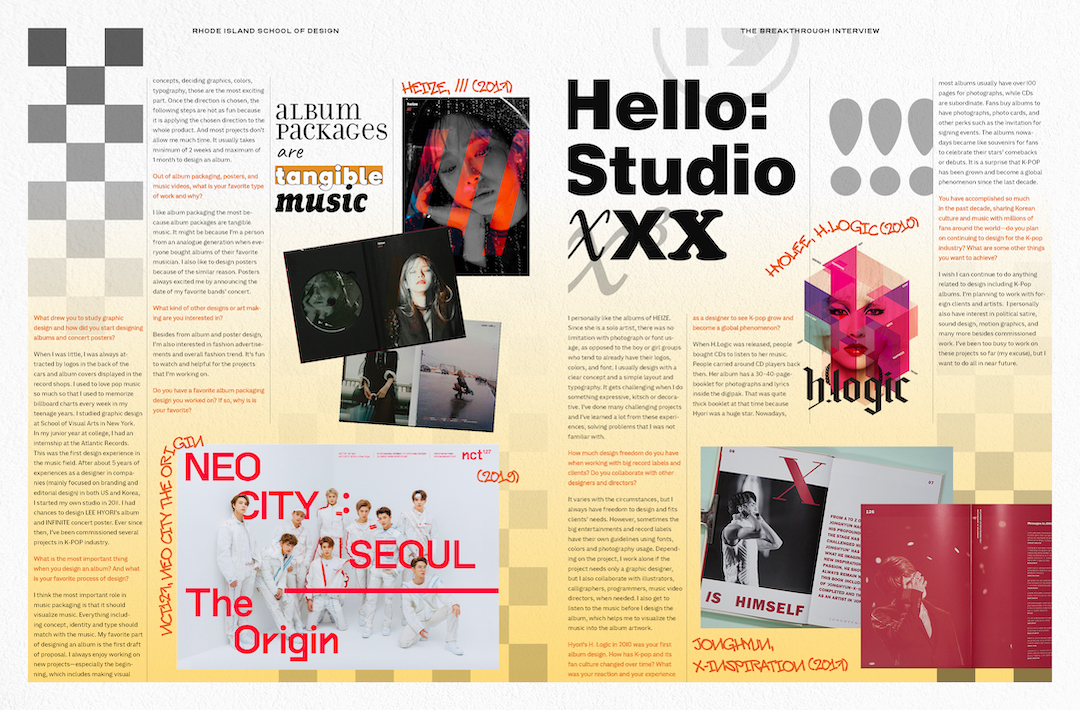 RHODE ISLAND SCHOOL OF DESIGN
THE BREAKTHROUGH INTERVIEW
What drew you to study graphic
design and how did you start designing
albums and concert posters?
When I was little, I was always at-
tracted by logos in the back of the
cars and album covers displayed in the
record shops. I used to love pop music
so much so that I used to memorize
billboard charts every week in my
teenage years. I studied graphic design
at School of Visual Arts in New York.
In my junior year at college, I had an
internship at the Atlantic Records.
This was the first design experience in
the music field. After about 5 years of
experiences as a designer in compa-
nies (mainly focused on branding and
editorial design) in both US and Korea,
I started my own studio in 2011. I had
chances to design LEE HYORI's album
and INFINITE concert poster. Ever since
then, I've been commissioned several
projects in K-POP industry.
What is the most important thing
when you design an album? And what
is your favorite process of design?
I think the most important role in
music packaging is that it should
visualize music. Everything includ-
ing concept, identity and type should
match with the music. My favorite part
of designing an album is the first draft
of proposal. I always enjoy working on
new projects—especially the begin-
ning, which includes making visual
concepts, deciding graphics, colors,
typography, those are the most exciting
part. Once the direction is chosen, the
following steps are not as fun because
it is applying the chosen direction to the
whole product. And most projects don't
allow me much time. It usually takes
minimum of 2 weeks and maximum of
1 month to design an album.
Out of album packaging, posters, and
music videos, what is your favorite type
of work and why?
I like album packaging the most be-
cause album packages are tangible
music. It might be because I'm a person
from an analogue generation when eve-
ryone bought albums of their favorite
musician. I also like to design posters
because of the similar reason. Posters
always excited me by announcing the
date of my favorite bands' concert.
What kind of other designs or art mak-
ing are you interested in?
Besides from album and poster design,
I'm also interested in fashion advertise-
ments and overall fashion trend. It's fun
to watch and helpful for the projects
that I'm working on.
Do you have a favorite album packaging
design you worked on? If so, why is is
your favorite?
ALBUM
PACKAGES
are
tangible
music
HEIZE, /// (2017)
NCT127, NEO CITY THE ORIGIN
(2019)
NEO
CITY :
SEOUL
The
Origin
nct127
Hello:
Studio
XXX
I personally like the albums of HEIZE.
Since she is a solo artist, there was no
limitation with photograph or font us-
age, as opposed to the boy or girl groups
who tend to already have their logos,
colors, and font. I usually design with a
clear concept and a simple layout and
typography. It gets challenging when I do
something expressive, kitsch or decora-
tive. I've done many challenging projects
and I've learned a lot from these experi-
ences, solving problems that I was not
familiar with.
How much design freedom do you have
when working with big record labels and
clients? Do you collaborate with other
designers and directors?
It varies with the circumstances, but I
always have freedom to design and fits
clients' needs. However, sometimes the
big entertainments and record labels
have their own guidelines using fonts,
colors and photography usage. Depend-
ing on the project, I work alone if the
project needs only a graphic designer,
but I also collaborate with illustrators,
calligraphers, programmers, music video
directors, when needed. I also get to
listen to the music before I design the
album, which helps me to visualize the
music into the album artwork.
Hyori's H. Logic in 2010 was your first
album design. How has K-pop and its
fan culture changed over time? What
was your reaction and your experience
as a designer to see K-pop grow and
become a global phenomenon?
When H.Logic was released, people
bought CDs to listen to her music.
People carried around CD players back
then. Her album has a 30-40-page-
booklet for photographs and lyrics
inside the digipak. That was quite
thick booklet at that time because
Hyori was a huge star. Nowadays,
most albums usually have over 100
pages for photographs, while CDs
are subordinate. Fans buy albums to
have photographs, photo cards, and
other perks such as the invitation for
signing events. The albums nowa-
days became like souvenirs for fans
to celebrate their stars' comebacks
or debuts. It is a surprise that K-POP
has been grown and become a global
phenomenon since the last decade.
You have accomplished so much
in the past decade, sharing Korean
culture and music with millions of
fans around the world—do you plan
on continuing to design for the K-pop
industry? What are some other things
you want to achieve?
I wish I can continue to do anything
related to design including K-Pop
albums. I'm planning to work with for-
eign clients and artists. I personally
also have interest in political satire,
sound design, motion graphics, and
many more besides commissioned
work. I've been too busy to work on
these projects so far (my excuse), but I
want to do all in near future.
HYOLEE, H.LOGIC (2010)
h.logic
X
97
IS HIMSELF
126
JONGHYUN,
X-INSPIRATION (2017)